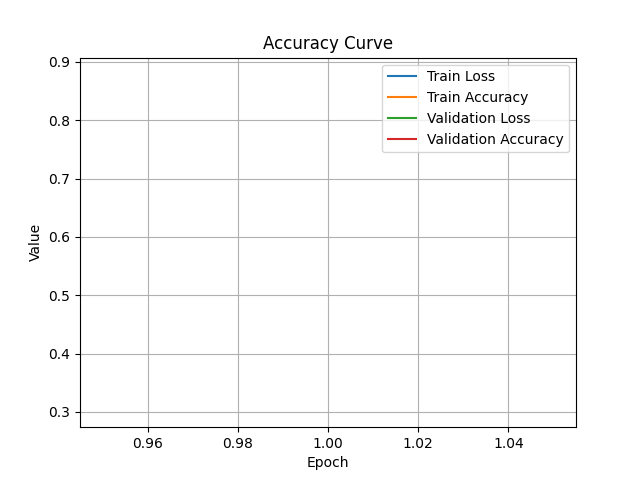 Accuracy Curve
0.9
0.8
0.7
0.6
0.5
0.4
0.3
Value
Train Loss
Train Accuracy
Validation Loss
Validation Accuracy
0.96 0.98 1.00 1.02 1.04
Epoch